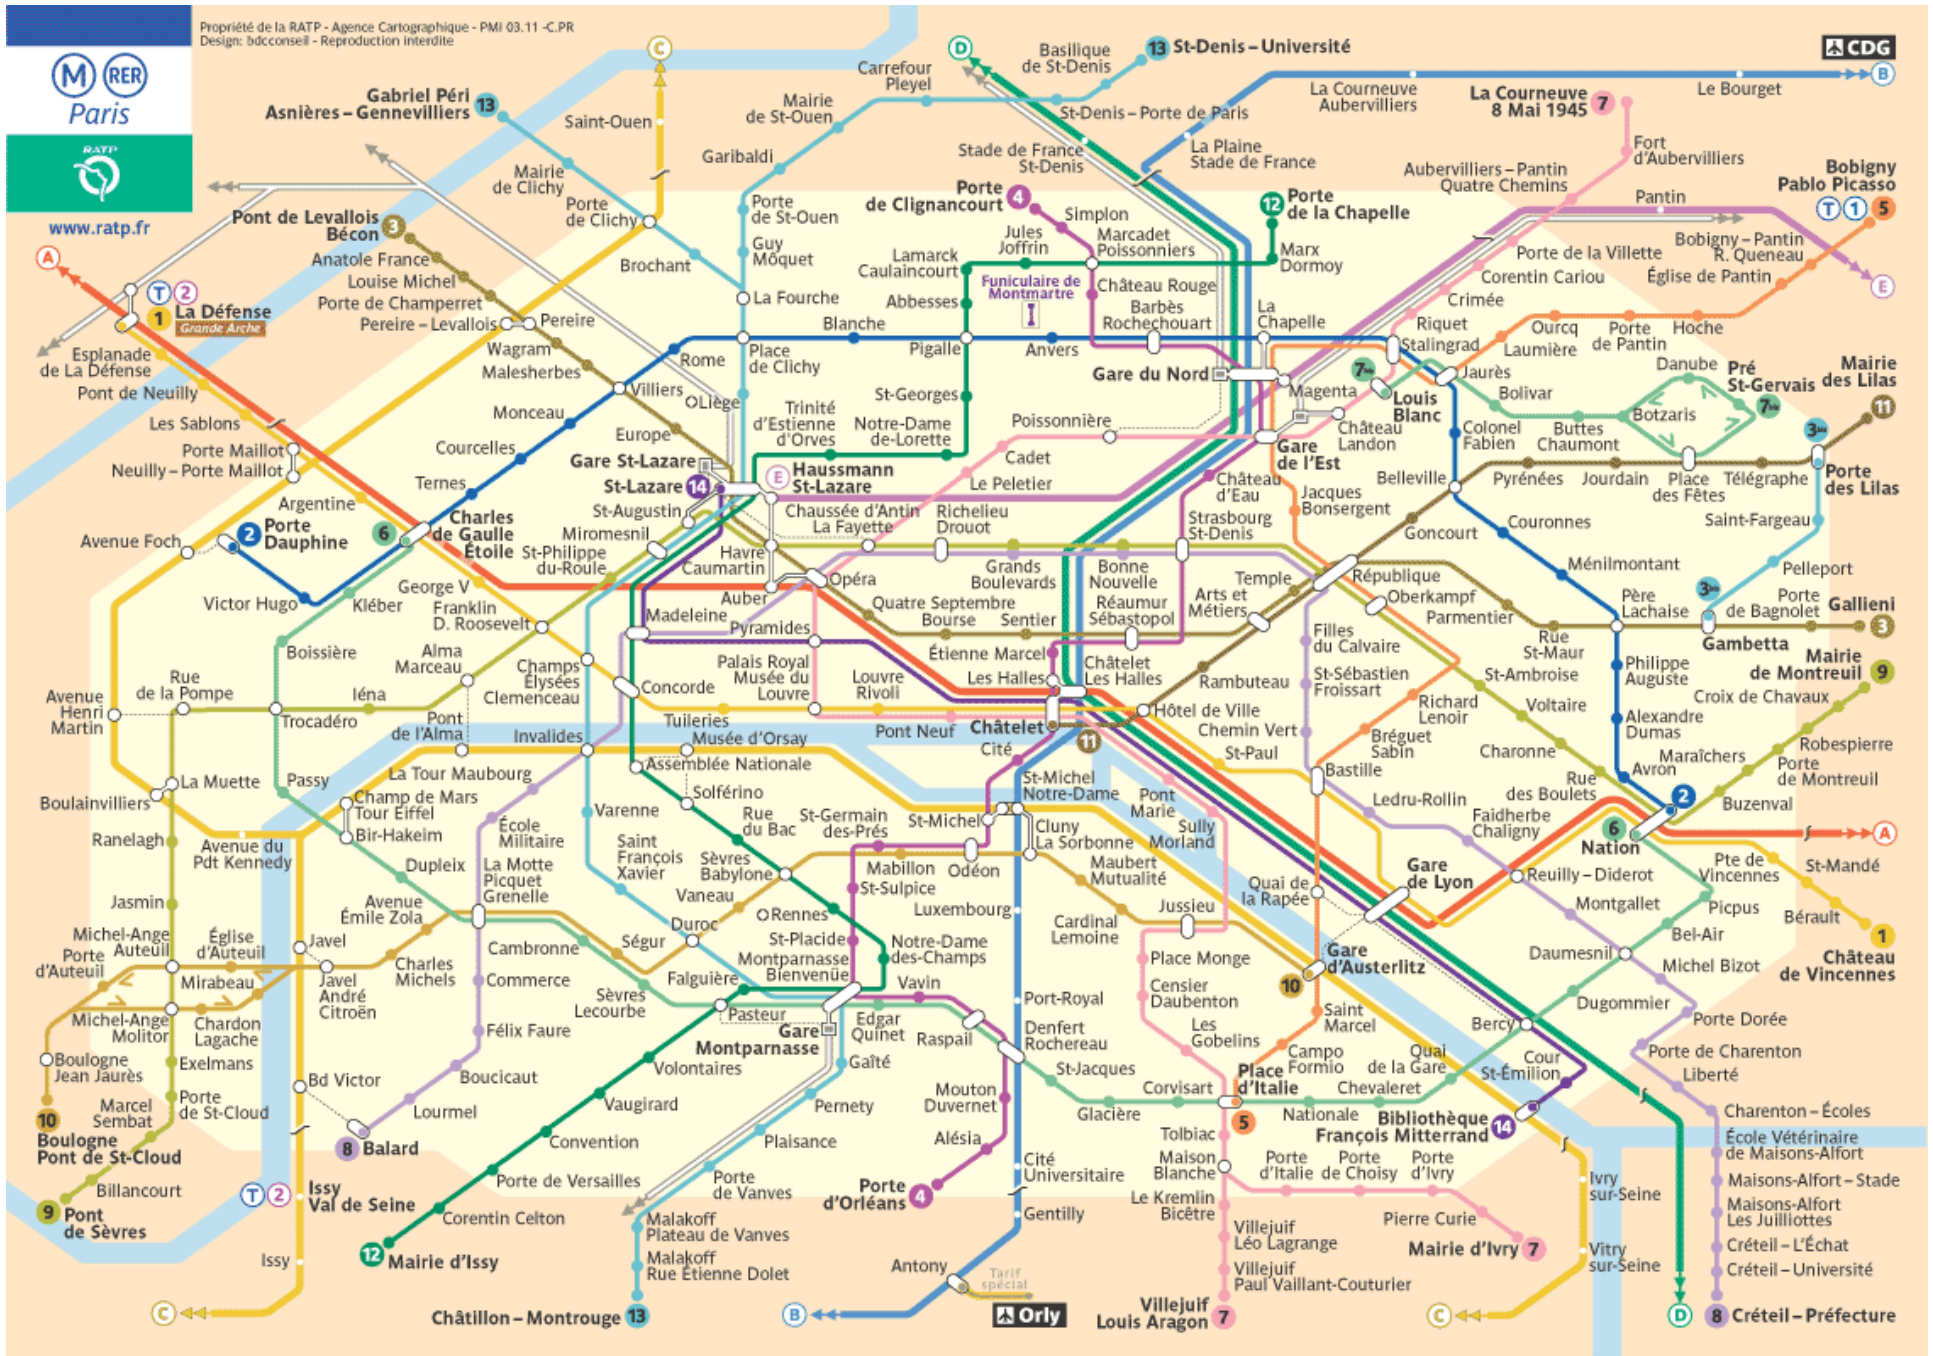 Propriété de la RATP - Agence Cartographique - PMI 03.11 -C.PR
Design: bdcconseil - Reproduction interdite
M RER
Paris
RATP
www.ratp.fr
C
D
Basilique
de St-Denis
13 St-Denis – Université
CDG
B
Carrefour
Pleyel
La Courneuve
Aubervilliers
La Courneuve
8 Mai 1945
7
Le Bourget
Gabriel Péri
Asnières – Gennevilliers
13
Saint-Ouen
Mairie
de St-Ouen
St-Denis – Porte de Paris
Garibaldi
Stade de France
St-Denis
La Plaine
Stade de France
Fort
d'Aubervilliers
Aubervilliers – Pantin
Quatre Chemins
Bobigny
Pablo Picasso
T 1 5
Mairie
de Clichy
Porte
de Clichy
Porte
de St-Ouen
Porte
de Clignancourt
4
Simplon
12 Porte
de la Chapelle
Pantin
Pont de Levallois
Bécon
3
Guy
Môquet
Jules
Joffrin
Marcadet
Poissonniers
Marx
Dormoy
Bobigny – Pantin
R. Queneau
Porte de la Villette
E
Anatole France
Louise Michel
Porte de Champerret
Pereire – Levallois
Pereire
Brochant
La Fourche
Lamarck
Caulaincourt
Abbesses
Funiculaire de
Montmartre
Château Rouge
Barbès
Rochechouart
La
Chapelle
Corentin Cariou
Crimée
Riquet
Stalingrad
Église de Pantin
Hoche
Porte
de Pantin
Ourcq
Laumière
A
T 2
1 La Défense
Grande Arche
Esplanade
de La Défense
Pont de Neuilly
Les Sablons
Porte Maillot
Neuilly – Porte Maillot
Argentine
Wagram
Malesherbes
Rome
Place
de Clichy
Blanche
Pigalle
Anvers
Villiers
Liège
Monceau
Europe
Courcelles
Ternes
St-Georges
Trinité
d'Estienne
d'Orves
Notre-Dame
de-Lorette
Gare du Nord
Magenta
7bis
Louis
Blanc
Jaurès
Bolivar
Danube
Pré
St-Gervais
7bis
Botzaris
Buttes
Chaumont
Mairie
des Lilas
11
3bis
Porte
des Lilas
Poissonnière
Château
Landon
Gare
de l'Est
Colonel
Fabien
Belleville
Pyrénées
Jourdain
Place
des Fêtes
Télégraphe
Saint-Fargeau
Pelleport
Cadet
Le Peletier
Gare St-Lazare
St-Lazare 14
E Haussmann
St-Lazare
St-Augustin
Miromesnil
Chaussée d'Antin
La Fayette
Richelieu
Drouot
Château
d'Eau
Strasbourg
St-Denis
Jacques
Bonsergent
Goncourt
Couronnes
Ménilmontant
Avenue Foch
2 Porte
Dauphine
6 Charles
de Gaulle
Étoile
St-Philippe
du-Roule
Havre
Caumartin
Grands
Boulevards
Bonne
Nouvelle
Victor Hugo
Kléber
George V
Franklin
D. Roosevelt
Auber
Opéra
Temple
République
Oberkampf
Parmentier
Père
Lachaise
3bis
Gambetta
Porte
de Bagnolet
Gallieni
3
Quatre Septembre
Bourse
Sentier
Réaumur
Sébastopol
Arts et
Métiers
Rue
St-Maur
Boissière
Madeleine
Pyramides
Filles
du Calvaire
Étienne Marcel
Les Halles
Châtelet
Les Halles
Rambuteau
St-Sébastien
Froissart
St-Ambroise
Philippe
Auguste
Mairie
de Montreuil
9
Alma
Marceau
Champs
Élysées
Clemenceau
Concorde
Palais Royal
Musée du
Louvre
Louvre
Rivoli
Rue
de la Pompe
Avenue
Henri
Martin
Iéna
Trocadéro
Pont
de l'Alma
Invalides
Tuileries
Musée d'Orsay
Pont Neuf
Châtelet
11
Hôtel de Ville
Chemin Vert
St-Paul
Richard
Lenoir
Bréguet
Sabin
Bastille
Voltaire
Charonne
Alexandre
Dumas
Croix de Chavaux
Robespierre
Porte
de Montreuil
Maraîchers
Avron
Rue
des Boulets
2
Buzenval
La Muette
Boulainvilliers
Passy
La Tour Maubourg
Champ de Mars
Tour Eiffel
Bir-Hakeim
Assemblée Nationale
Solférino
Cité
St-Michel
Notre-Dame
Pont
Marie
Sully
Morland
Ledru-Rollin
Faidherbe
Chaligny
6
Nation
A
Ranelagh
Avenue du
Pdt Kennedy
École
Militaire
Varenne
Saint
François
Xavier
Rue
du Bac
Sèvres
Babylone
St-Germain
des-Prés
St-Michel
Cluny
La Sorbonne
Mabillon
Odéon
Maubert
Mutualité
Quai de
la Rapée
Gare
de Lyon
Reuilly – Diderot
Pte de
Vincennes
St-Mandé
Bérault
1
Château
de Vincennes
Dupleix
La Motte
Picquet
Grenelle
Jasmin
Avenue
Émile Zola
Vaneau
Duroc
Rennes
St-Sulpice
Luxembourg
Cardinal
Lemoine
Jussieu
Montgallet
Picpus
Bel-Air
Michel-Ange
Auteuil
Porte
d'Auteuil
Église
d'Auteuil
Javel
Mirabeau
Javel
André
Citroën
Charles
Michels
Cambronne
Commerce
Ségur
Falguière
Sèvres
Lecourbe
St-Placide
Montparnasse
Bienvenüe
Notre-Dame
des-Champs
Vavin
Place Monge
Gare
d'Austerlitz
10
Daumesnil
Michel Bizot
Michel-Ange
Molitor
Chardon
Lagache
Félix Faure
Pasteur
Gare
Montparnasse
Edgar
Quinet
Raspail
Port-Royal
Denfert
Rochereau
Censier
Daubenton
Les
Gobelins
Saint
Marcel
Campo
Formio
Quai
de la Gare
Bercy
Dugommier
Porte Dorée
Porte de Charenton
Liberté
Boulogne
Jean Jaurès
Exelmans
Bd Victor
Boucicaut
Volontaires
Gaîté
St-Jacques
Place
d'Italie
5
Corvisart
Chevaleret
Cour
St-Émilion
10
Boulogne
Pont de St-Cloud
Marcel
Sembat
Porte
de St-Cloud
Lourmel
8 Balard
Vaugirard
Pernety
Mouton
Duvernet
Glacière
Nationale
Bibliothèque
François Mitterrand
14
Charenton – Écoles
Convention
Plaisance
Alésia
Tolbiac
École Vétérinaire
de Maisons-Alfort
Billancourt
9 Pont
de Sèvres
T 2
Issy
Val de Seine
Porte de Versailles
Porte
de Vanves
Porte
d'Orléans
4
Cité
Universitaire
Maison
Blanche
Porte
d'Italie
Porte
de Choisy
Porte
d'Ivry
Ivry
sur-Seine
Maisons-Alfort – Stade
Maisons-Alfort
Les Juilliottes
Corentin Celton
Malakoff
Plateau de Vanves
Gentilly
Le Kremlin
Bicêtre
Villejuif
Léo Lagrange
Pierre Curie
Mairie d'Ivry 7
Vitry
sur-Seine
Créteil – L'Échat
Créteil – Université
Issy
12 Mairie d'Issy
Malakoff
Rue Étienne Dolet
Antony
Tarif
spécial
Villejuif
Paul Vaillant-Couturier
C
Châtillon – Montrouge 13
B
Orly
Villejuif
Louis Aragon
7
C
D
8 Créteil – Préfecture